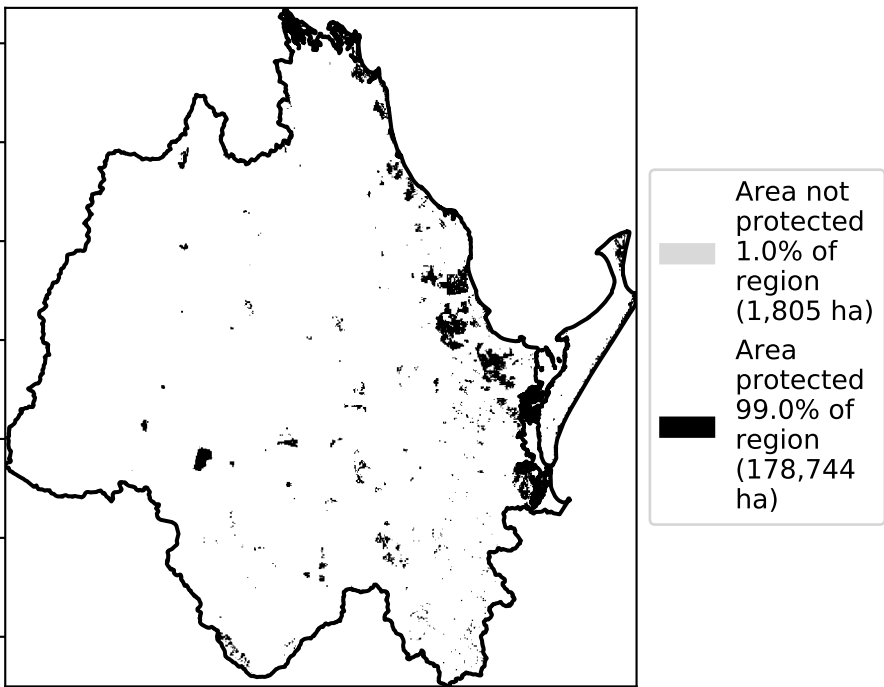 Area not
protected
1.0% of
region
(1,805 ha)
Area
protected
99.0% of
region
(178,744
ha)